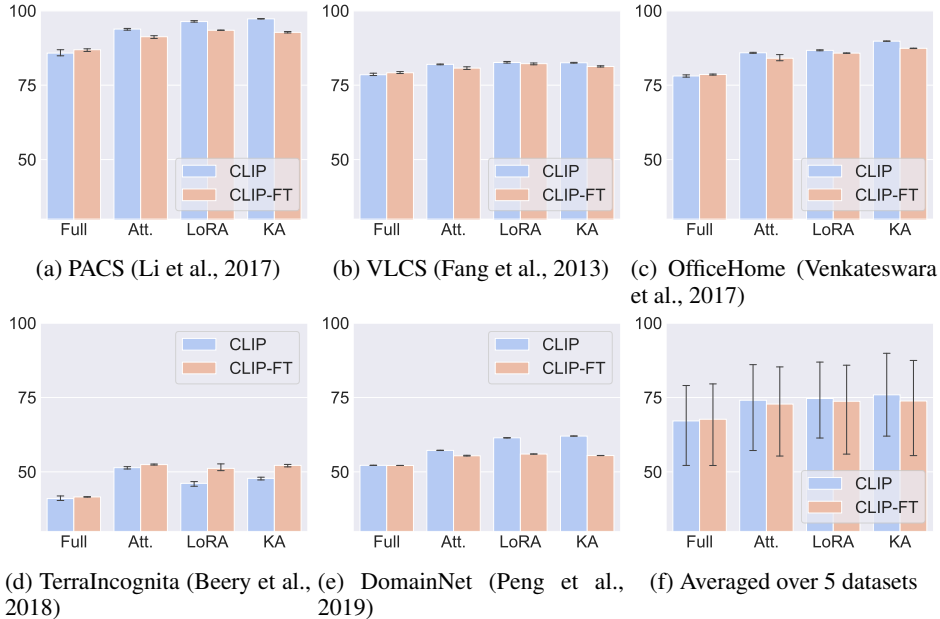 100
75
50
CLIP
CLIP-FT
Full Att. LoRA KA
(a) PACS (Li et al., 2017)
100
75
50
CLIP
CLIP-FT
Full Att. LoRA KA
(b) VLCS (Fang et al., 2013)
100
75
50
CLIP
CLIP-FT
Full Att. LoRA KA
(c) OfficeHome (Venkateswara
et al., 2017)
100
75
50
CLIP
CLIP-FT
Full Att. LoRA KA
(d) TerraIncognita (Beery et al.,
2018)
100
75
50
CLIP
CLIP-FT
Full Att. LoRA KA
(e) DomainNet (Peng et al.,
2019)
100
75
50
CLIP
CLIP-FT
Full Att. LoRA KA
(f) Averaged over 5 datasets